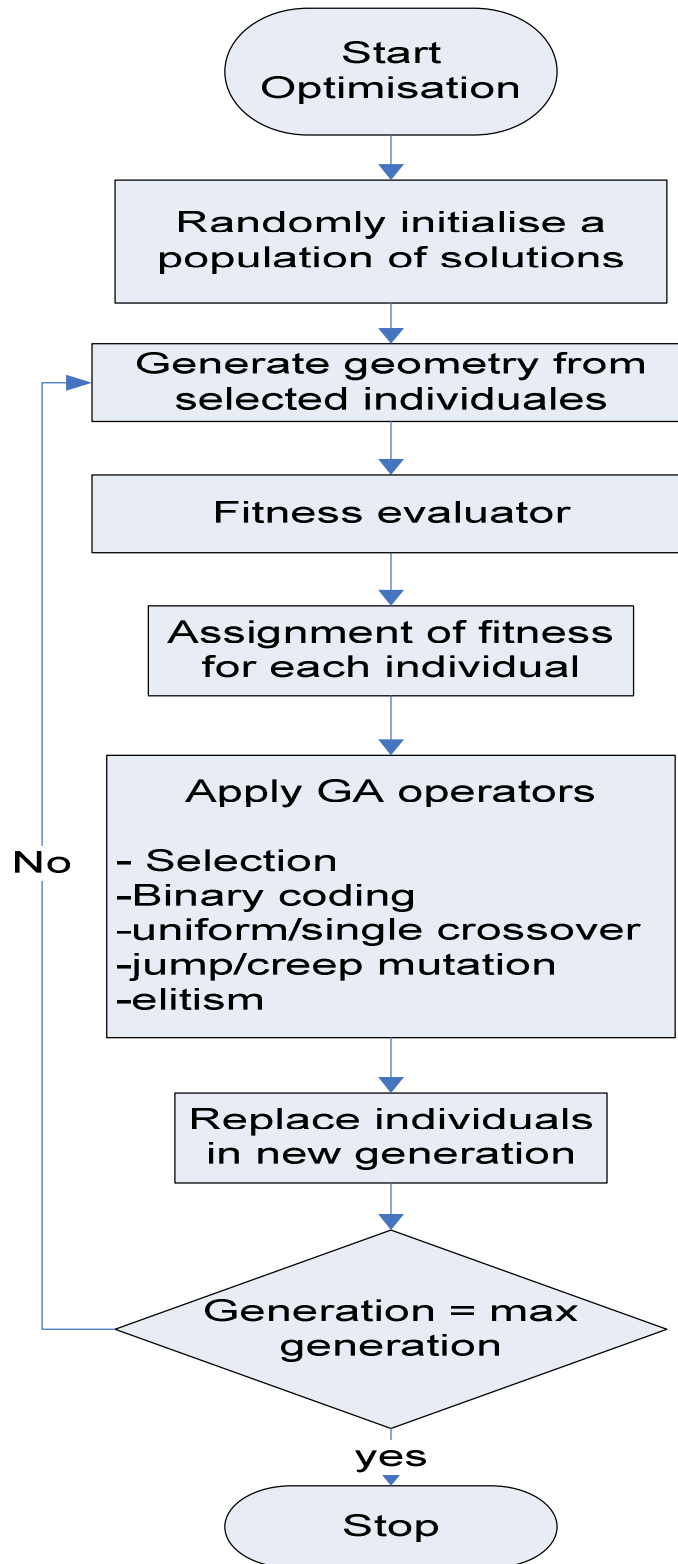 Start
Optimisation
Randomly initialise a
population of solutions
Generate geometry from
selected individuales
Fitness evaluator
Assignment of fitness
for each individual
Apply GA operators
- Selection
-Binary coding
-uniform/single crossover
-jump/creep mutation
-elitism
No
Replace individuals
in new generation
Generation = max
generation
yes
Stop